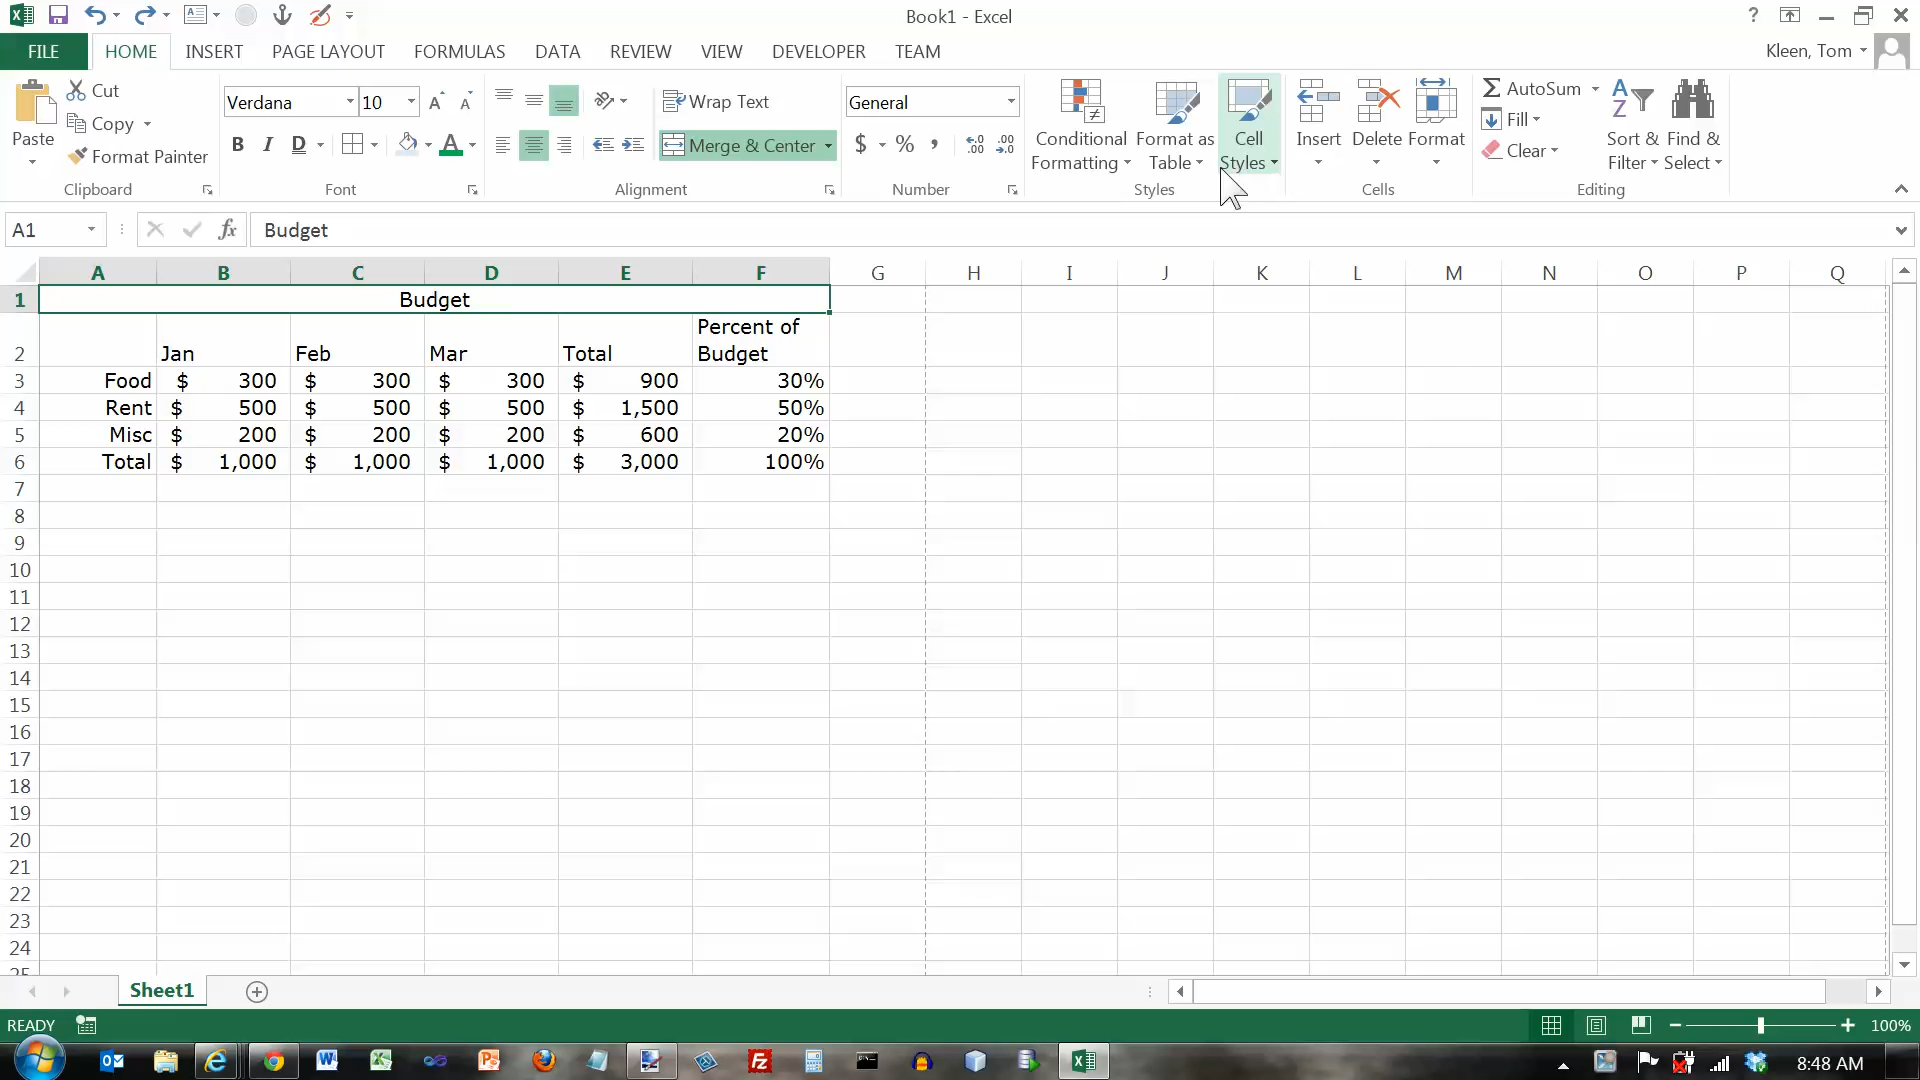 Book1 - Excel
?
FILE HOME INSERT PAGE LAYOUT FORMULAS DATA REVIEW VIEW DEVELOPER TEAM
Kleen, Tom
Paste
Cut
Copy
Format Painter
Clipboard
Verdana 10
B I D
Font
Wrap Text
Merge & Center
Alignment
General
$ % ,
Number
Conditional Formatting
Format as Table
Cell Styles
Styles
Insert
Delete
Format
Cells
AutoSum
Fill
Clear
Sort & Filter
Find & Select
Editing
A1 fx Budget
A B C D E F G H I J K L M N O P Q
1 Budget
2 Jan Feb Mar Total Percent of Budget
3 Food $ 300 $ 300 $ 300 $ 900 30%
4 Rent $ 500 $ 500 $ 500 $ 1,500 50%
5 Misc $ 200 $ 200 $ 200 $ 600 20%
6 Total $ 1,000 $ 1,000 $ 1,000 $ 3,000 100%
7
8
9
10
11
12
13
14
15
16
17
18
19
20
21
22
23
24
25
Sheet1
READY
100%
8:48 AM